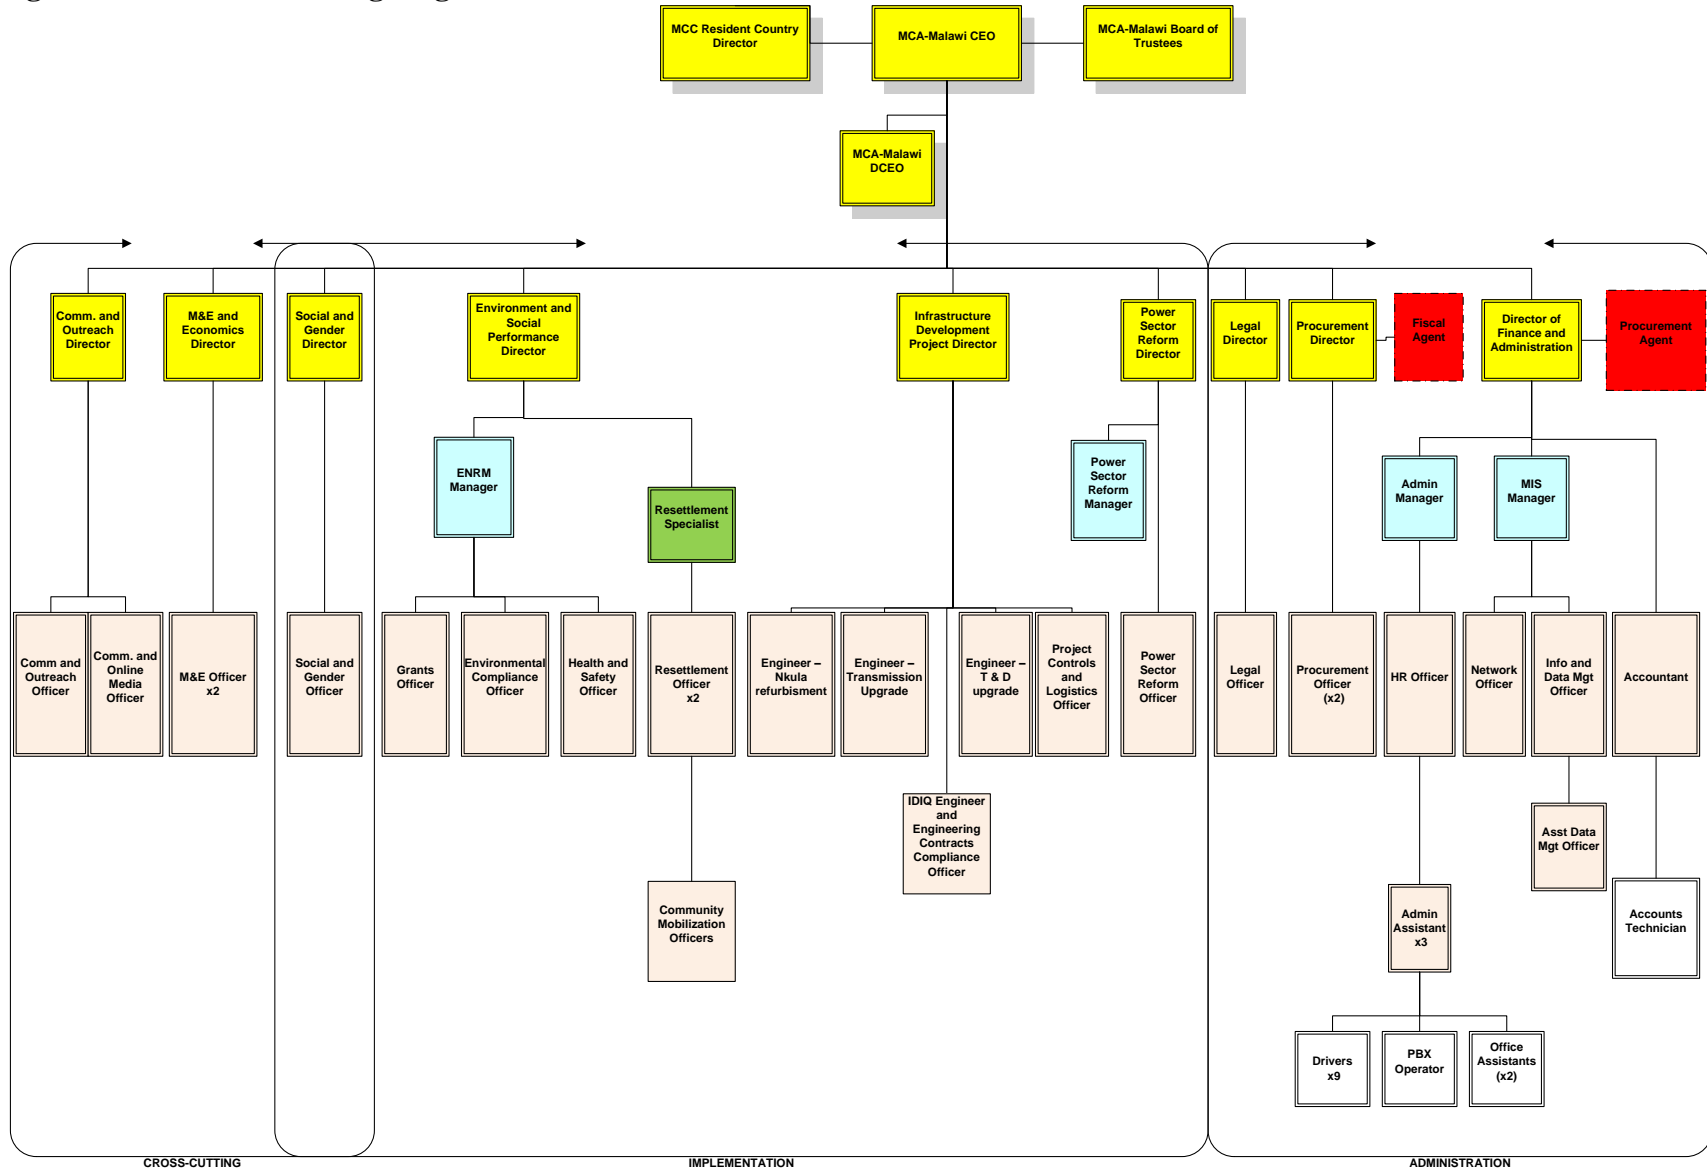 MCC Resident Country
Director
MCA-Malawi CEO
MCA-Malawi Board of
Trustees
MCA-Malawi
DCEO
Comm. and
Outreach
Director
M&E and
Economics
Director
Social and
Gender
Director
Environment and
Social
Performance
Director
Infrastructure
Development
Project Director
Power
Sector
Reform
Director
Legal
Director
Procurement
Director
Fiscal
Agent
Director of
Finance and
Administration
Procurement
Agent
ENRM
Manager
Resettlement
Specialist
Power
Sector
Reform
Manager
Admin
Manager
MIS
Manager
Comm and
Outreach
Officer
Comm. and
Online
Media
Officer
M&E Officer
x2
Social and
Gender
Officer
Grants
Officer
Environmental
Compliance
Officer
Health and
Safety
Officer
Resettlement
Officer
x2
Engineer –
Nkula
refurbisment
Engineer –
Transmission
Upgrade
Engineer –
T & D
upgrade
Project
Controls
and
Logistics
Officer
Power
Sector
Reform
Officer
Legal
Officer
Procurement
Officer
(x2)
HR Officer
Network
Officer
Info and
Data Mgt
Officer
Accountant
IDIQ Engineer
and
Engineering
Contracts
Compliance
Officer
Asst Data
Mgt Officer
Community
Mobilization
Officers
Admin
Assistant
x3
Accounts
Technician
Drivers
x9
PBX
Operator
Office
Assistants
(x2)
CROSS-CUTTING
IMPLEMENTATION
ADMINISTRATION